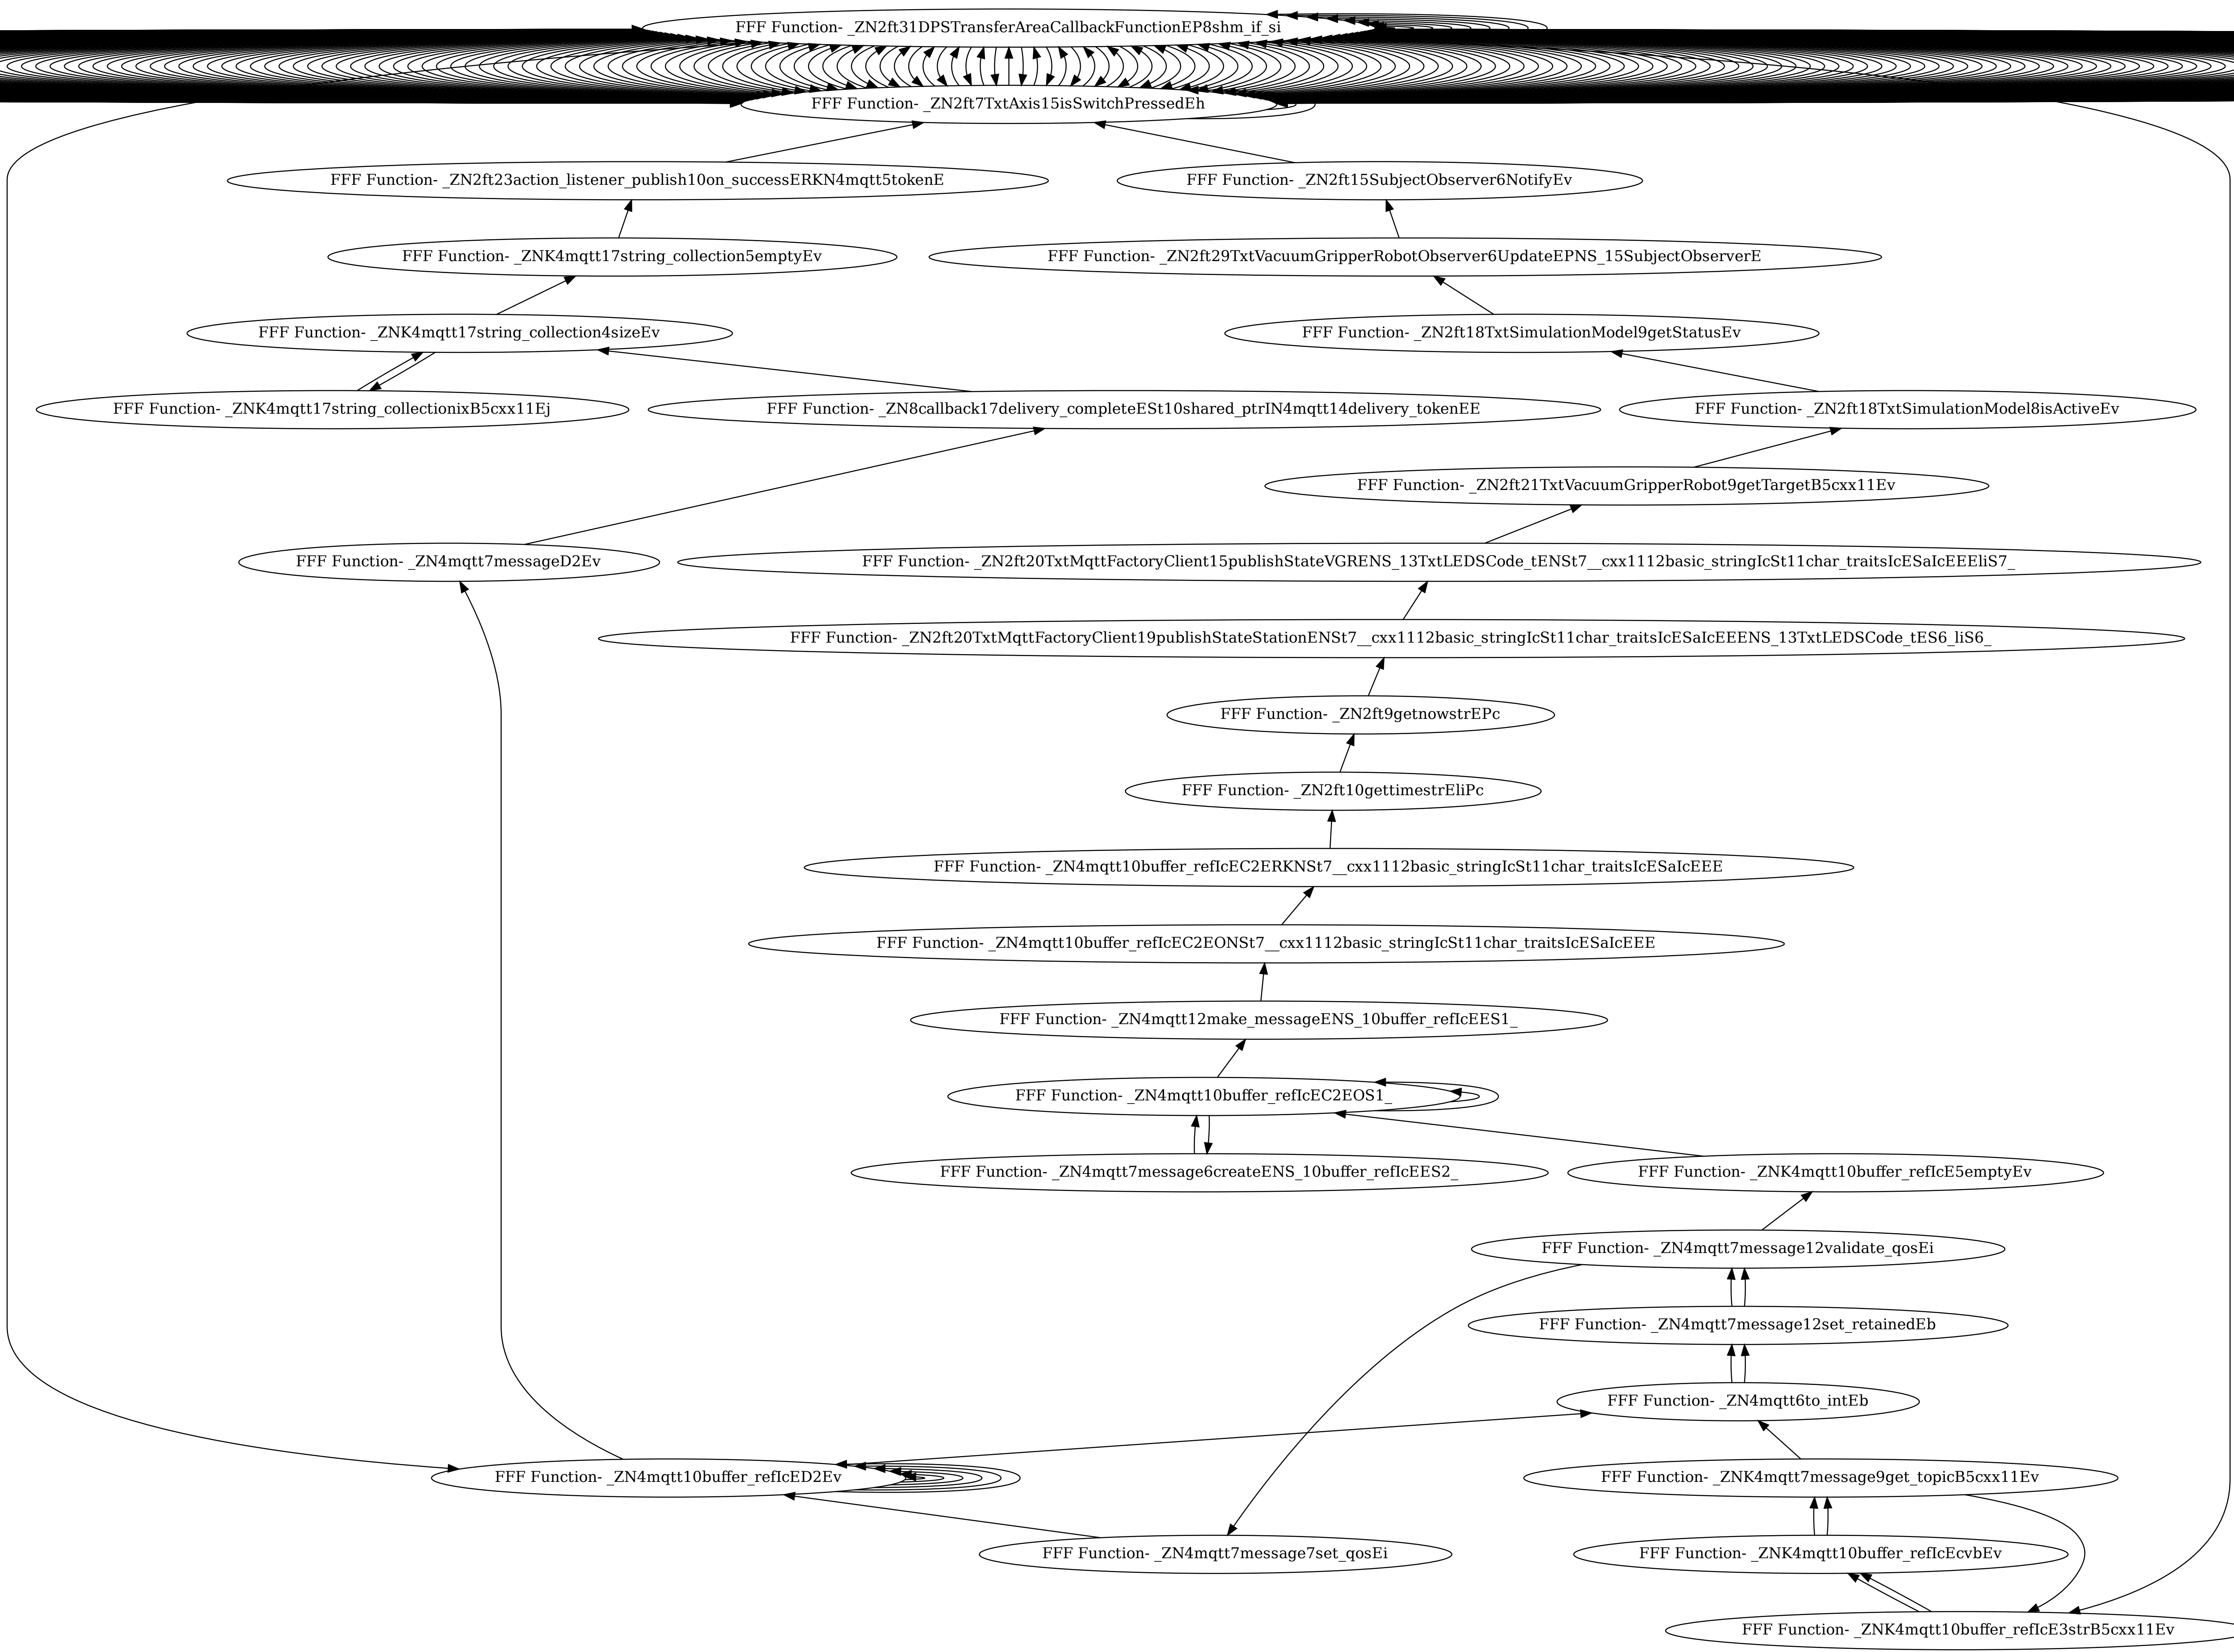 FFF Function- _ZN2ft31DPSTransferAreaCallbackFunctionEP8shm_if_si
FFF Function- _ZN2ft7TxtAxis15isSwitchPressedEh
FFF Function- _ZN2ft23action_listener_publish10on_successERKN4mqtt5tokenE
FFF Function- _ZN2ft15SubjectObserver6NotifyEv
FFF Function- _ZNK4mqtt17string_collection5emptyEv
FFF Function- _ZN2ft29TxtVacuumGripperRobotObserver6UpdateEPNS_15SubjectObserverE
FFF Function- _ZNK4mqtt17string_collection4sizeEv
FFF Function- _ZN2ft18TxtSimulationModel9getStatusEv
FFF Function- _ZNK4mqtt17string_collectionixB5cxx11Ej
FFF Function- _ZN8callback17delivery_completeESt10shared_ptrIN4mqtt14delivery_tokenEE
FFF Function- _ZN2ft18TxtSimulationModel8isActiveEv
FFF Function- _ZN2ft21TxtVacuumGripperRobot9getTargetB5cxx11Ev
FFF Function- _ZN4mqtt7messageD2Ev
FFF Function- _ZN2ft20TxtMqttFactoryClient15publishStateVGRENS_13TxtLEDSCode_tENSt7__cxx1112basic_stringIcSt11char_traitsIcESaIcEEEliS7_
FFF Function- _ZN2ft20TxtMqttFactoryClient19publishStateStationENSt7__cxx1112basic_stringIcSt11char_traitsIcESaIcEEENS_13TxtLEDSCode_tES6_liS6_
FFF Function- _ZN2ft9getnowstrEPc
FFF Function- _ZN2ft10gettimestrEliPc
FFF Function- _ZN4mqtt10buffer_refIcEC2ERKNSt7__cxx1112basic_stringIcSt11char_traitsIcESaIcEEE
FFF Function- _ZN4mqtt10buffer_refIcEC2EONSt7__cxx1112basic_stringIcSt11char_traitsIcESaIcEEE
FFF Function- _ZN4mqtt12make_messageENS_10buffer_refIcEES1_
FFF Function- _ZN4mqtt10buffer_refIcEC2EOS1_
FFF Function- _ZN4mqtt7message6createENS_10buffer_refIcEES2_
FFF Function- _ZNK4mqtt10buffer_refIcE5emptyEv
FFF Function- _ZN4mqtt7message12validate_qosEi
FFF Function- _ZN4mqtt7message12set_retainedEb
FFF Function- _ZN4mqtt6to_intEb
FFF Function- _ZN4mqtt10buffer_refIcED2Ev
FFF Function- _ZNK4mqtt7message9get_topicB5cxx11Ev
FFF Function- _ZN4mqtt7message7set_qosEi
FFF Function- _ZNK4mqtt10buffer_refIcEcvbEv
FFF Function- _ZNK4mqtt10buffer_refIcE3strB5cxx11Ev